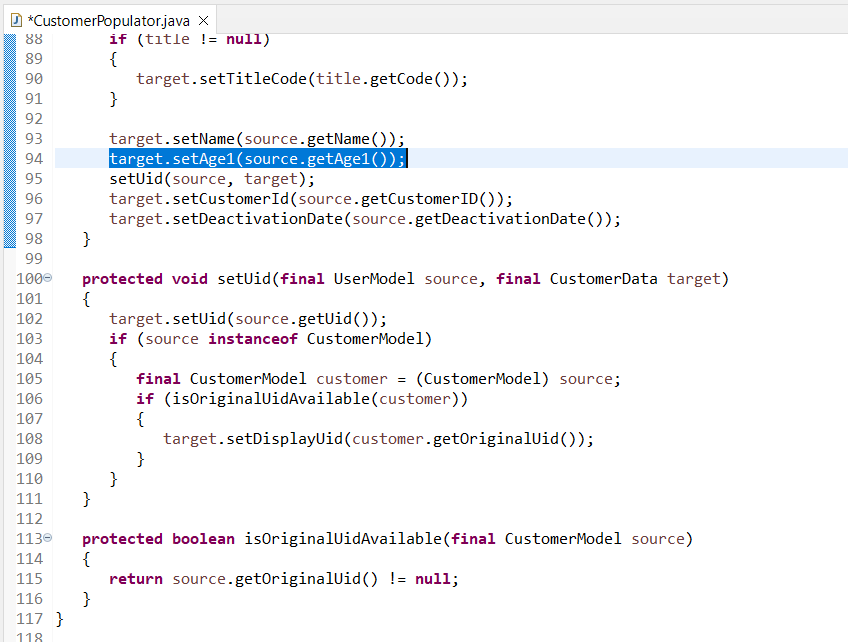 *CustomerPopulator.java
88 if (title != null)
89 {
90 target.setTitleCode(title.getCode());
91 }
92
93 target.setName(source.getName());
94 target.setAge1(source.getAge1());
95 setUid(source, target);
96 target.setCustomerId(source.getCustomerID());
97 target.setDeactivationDate(source.getDeactivationDate());
98 }
99
100 protected void setUid(final UserModel source, final CustomerData target)
101 {
102 target.setUid(source.getUid());
103 if (source instanceof CustomerModel)
104 {
105 final CustomerModel customer = (CustomerModel) source;
106 if (isOriginalUidAvailable(customer))
107 {
108 target.setDisplayUid(customer.getOriginalUid());
109 }
110 }
111 }
112
113 protected boolean isOriginalUidAvailable(final CustomerModel source)
114 {
115 return source.getOriginalUid() != null;
116 }
117 }
118